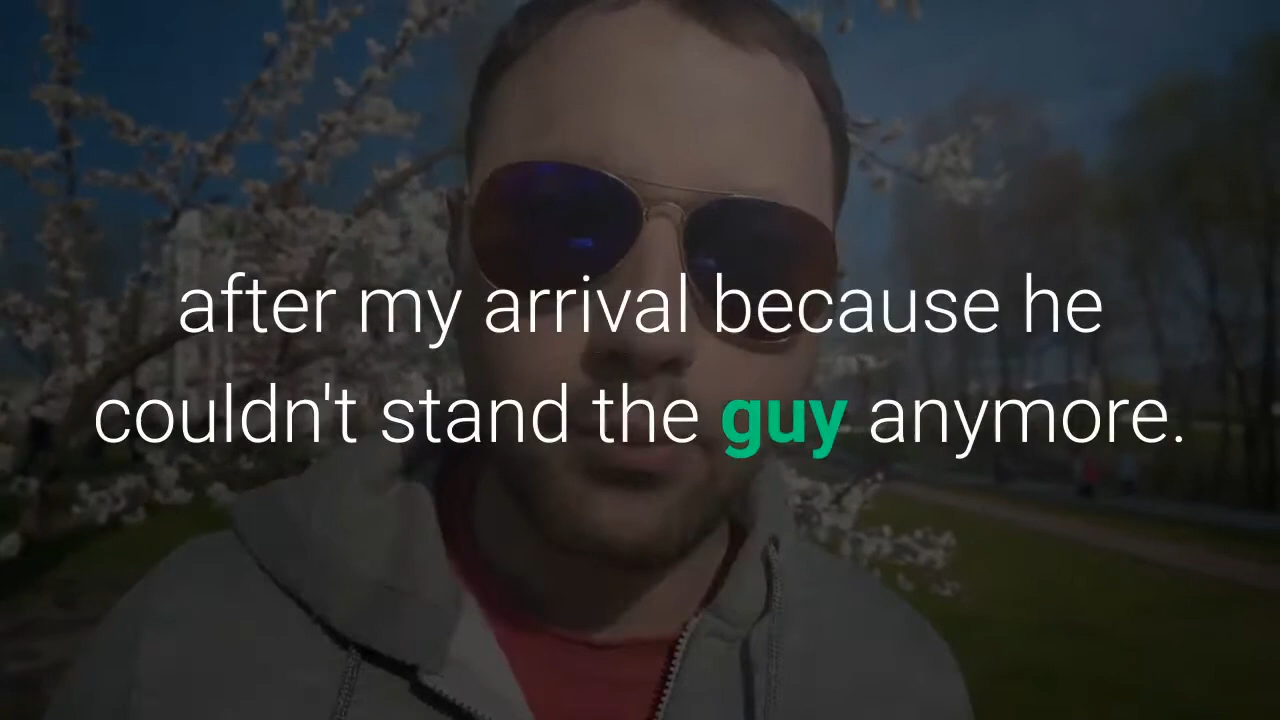 after my arrival because he
couldn't stand the guy anymore.